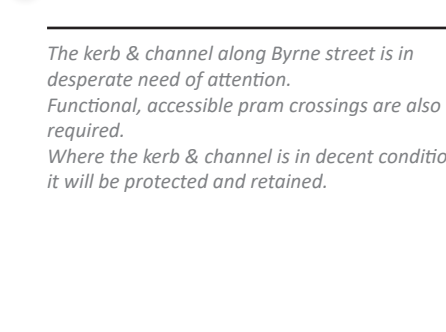 The kerb & channel along Byrne street is in
desperate need of attention.
Functional, accessible pram crossings are also
required.
Where the kerb & channel is in decent conditio
it will be protected and retained.